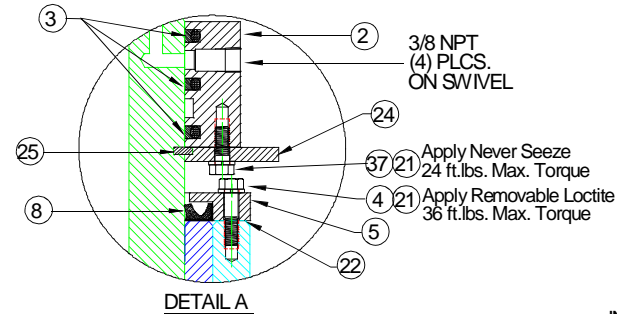 3
2
3/8 NPT
(4) PLCS.
ON SWIVEL
24
25
37 21 Apply Never Seeze
24 ft.lbs. Max. Torque
4 21 Apply Removable Loctite
36 ft.lbs. Max. Torque
8
5
22
DETAIL A